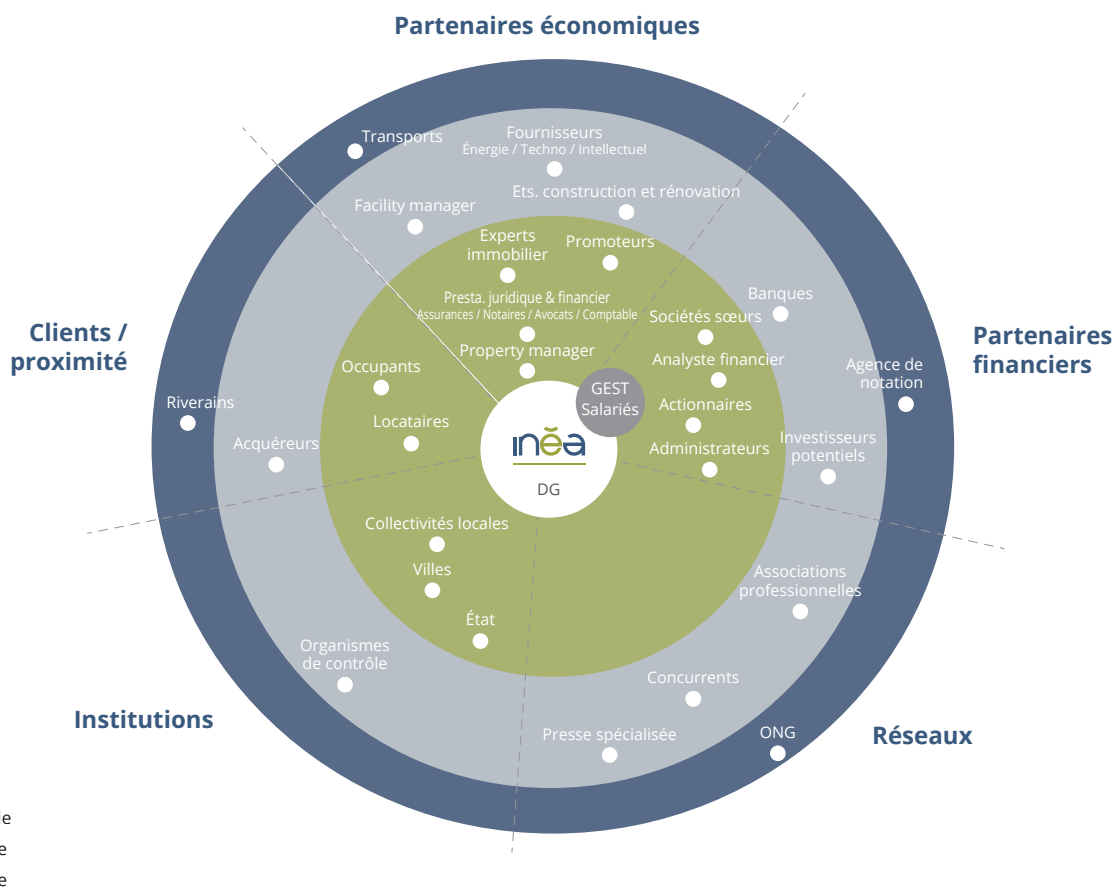 Partenaires économiques
Transports
Fournisseurs
Énergie / Techno / Intellectuel
Ets. construction et rénovation
Facility manager
Experts
immobilier
Promoteurs
Presta. juridique & financier
Assurances / Notaires / Avocats / Comptable
Property manager
Clients /
proximité
Riverains
Acquéreurs
Occupants
Locataires
Banques
Sociétés sœurs
Analyste financier
Actionnaires
Administrateurs
Agence de
notation
Investisseurs
potentiels
Partenaires
financiers
GEST
Salariés
inĕa
DG
Collectivités locales
Villes
État
Organismes
de contrôle
Institutions
Associations
professionnelles
Concurrents
Presse spécialisée
ONG
Réseaux
e
e